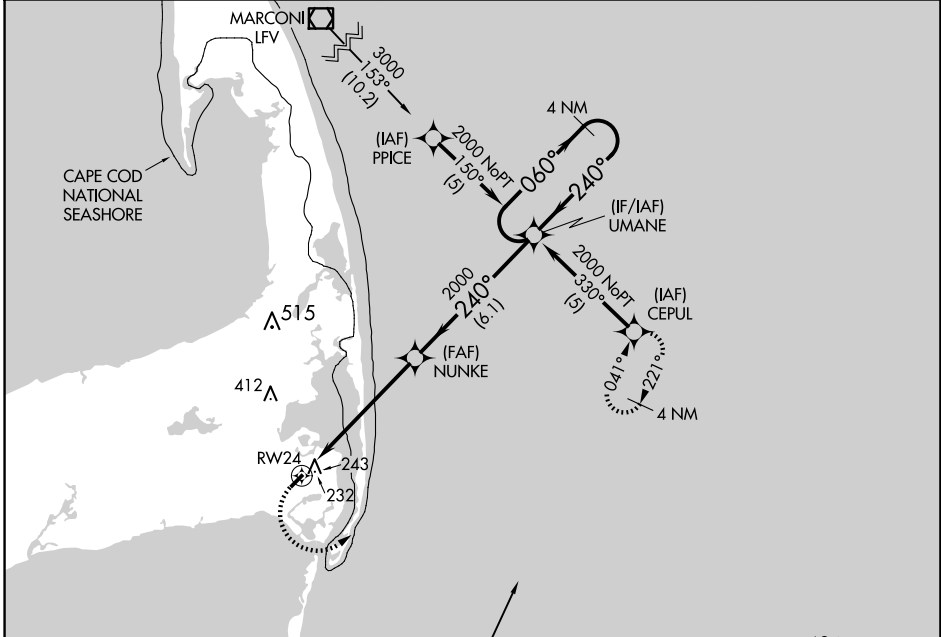 MARCONI
LFV
3000
153°
(10.2)
(IAF)
PPICE
2000 NoPT
150°
(5)
4 NM
060°
240°
(IF/IAF)
UMANE
CAPE COD
NATIONAL
SEASHORE
2000
240°
(6.1)
2000 NoPT
330°
(5)
(IAF)
CEPUL
515
(FAF)
NUNKE
041°
221°
4 NM
412
RW24
243
232